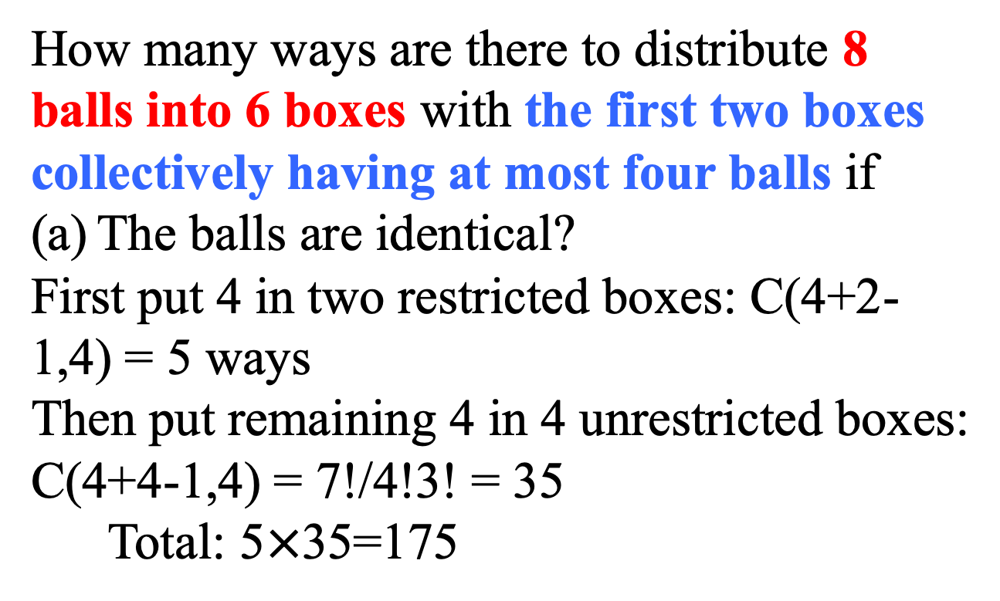 How many ways are there to distribute 8
balls into 6 boxes with the first two boxes
collectively having at most four balls if
(a) The balls are identical?
First put 4 in two restricted boxes: C(4+2-
1,4) = 5 ways
Then put remaining 4 in 4 unrestricted boxes:
C(4+4-1,4) = 7!/4!3! = 35
Total: 5×35=175